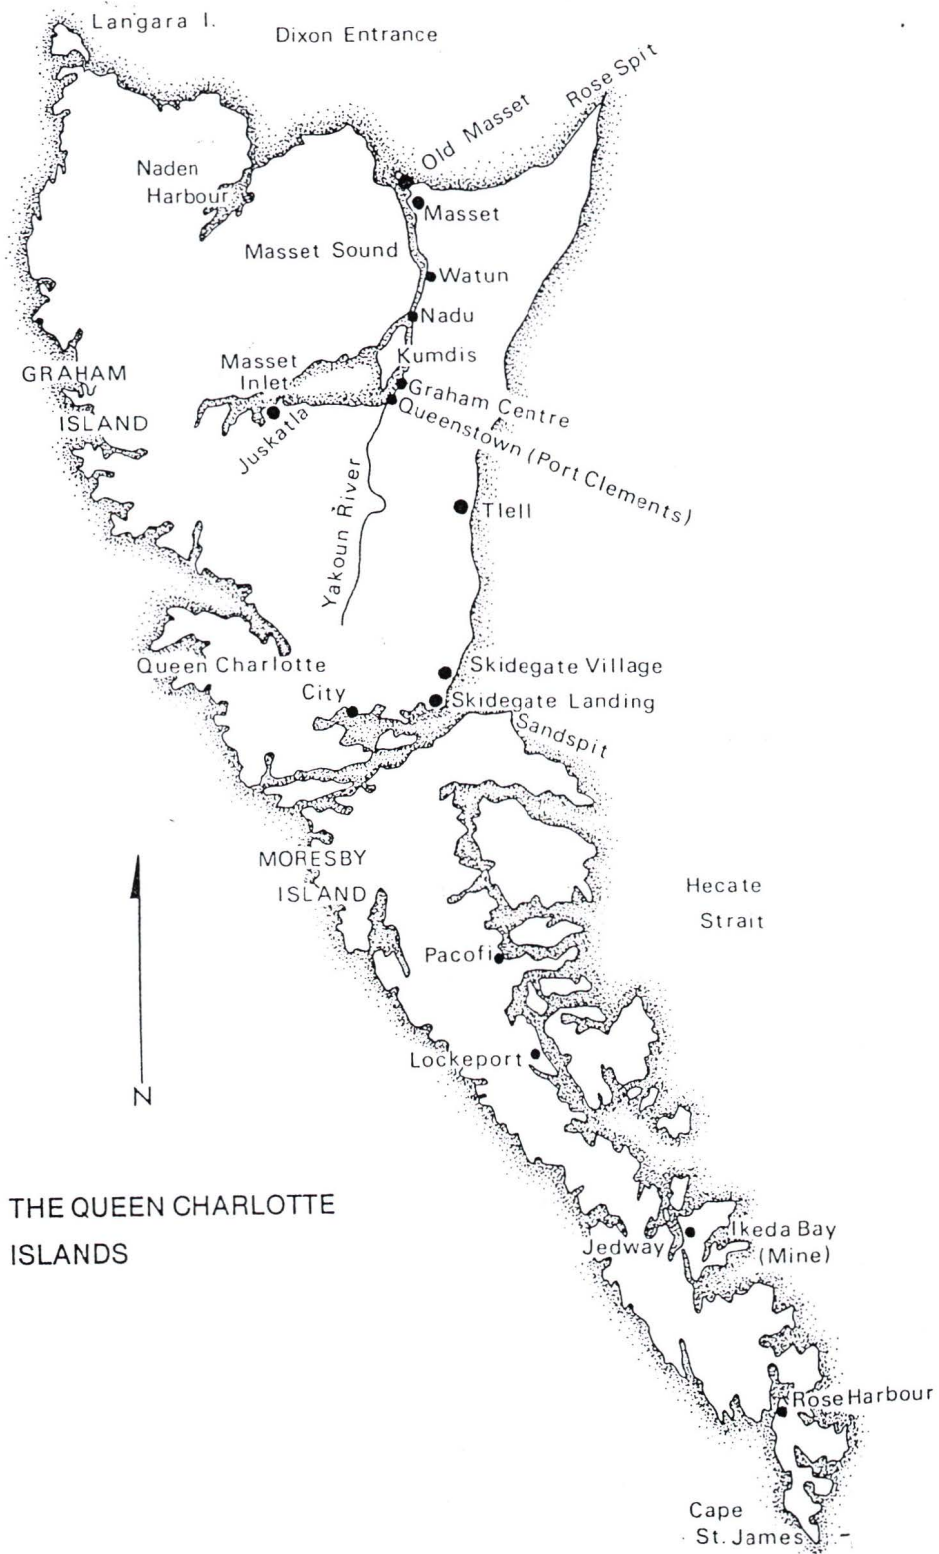 Langara I.
Dixon Entrance
Rose Spit
Old Masset
Naden
Harbour
Masset
Masset Sound
Watun
Nadu
Kumdis
Masset
Inlet
GRAHAM
ISLAND
Graham Centre
Queenstown (Port Clements)
Juskatla
Yakoun River
Tlell
Queen Charlotte
City
Skidegate Village
Skidegate Landing
Sandspit
MORESBY
ISLAND
Hecate
Strait
Pacofi
Lockeport
N
THE QUEEN CHARLOTTE
ISLANDS
Jedway
Ikeda Bay
(Mine)
Rose Harbour
Cape
St. James